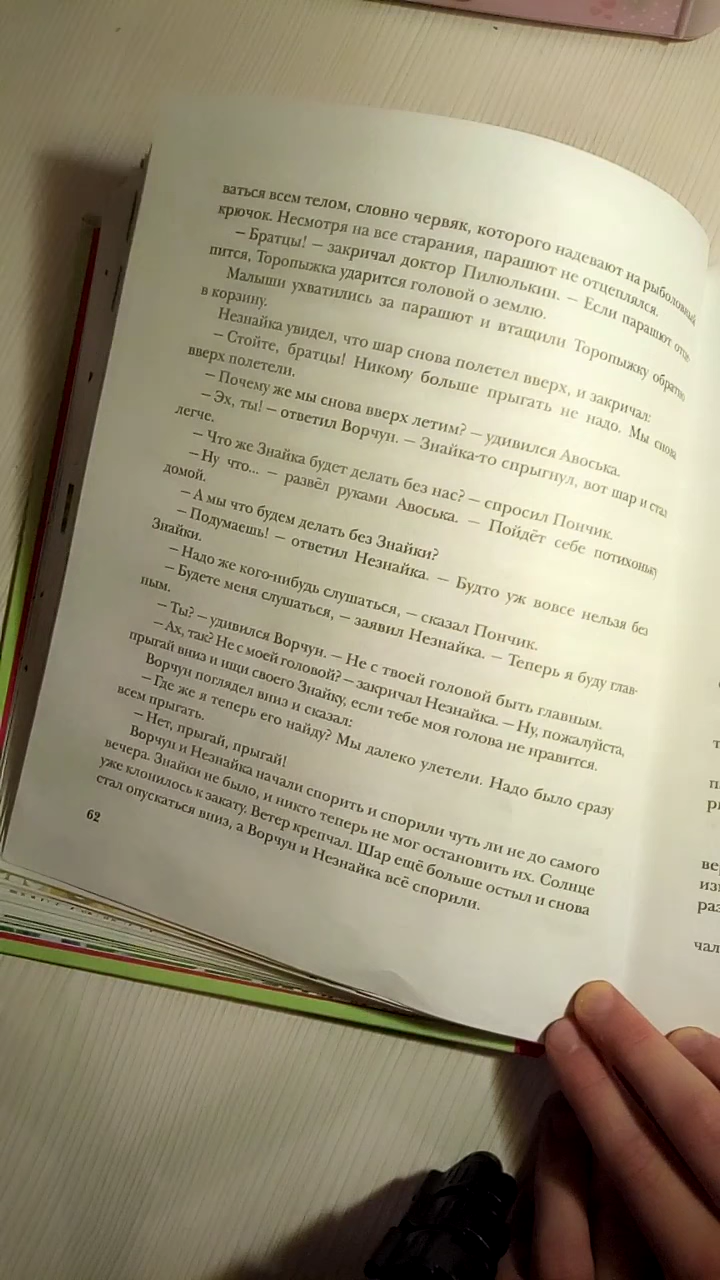 ваться всем телом, словно червяк, которого надевают на рыболовный
крючок. Несмотря на все старания, парашют не отцеплялся.
— Братцы! — закричал доктор Пилюлькин. — Если парашют отце-
пится, Торопыжка ударится головой о землю.
Малыши ухватились за парашют и втащили Торопыжку обратно
в корзину.
Незнайка увидел, что шар снова полетел вверх, и закричал:
— Стойте, братцы! Никому больше прыгать не надо. Мы снова
вверх полетели.
— Почему же мы снова вверх летим? — удивился Авоська.
— Эх, ты! — ответил Ворчун. — Знайка-то спрыгнул, вот шар и стал
легче.
— Что же Знайка будет делать без нас? — спросил Пончик.
— Ну что... — развёл руками Авоська. — Пойдёт себе потихоньку
домой.
— А мы что будем делать без Знайки?
— Подумаешь! — ответил Незнайка. — Будто уж вовсе нельзя без
Знайки.
— Надо же кого-нибудь слушаться, — сказал Пончик.
— Будете меня слушаться, — заявил Незнайка. — Теперь я буду глав-
ным.
— Ты? — удивился Ворчун. — Не с твоей головой быть главным.
— Ах, так? Не с моей головой? — закричал Незнайка. — Ну, пожалуйста,
прыгай вниз и ищи своего Знайку, если тебе моя голова не нравится.
Ворчун поглядел вниз и сказал:
— Где же я теперь его найду? Мы далеко улетели. Надо было сразу
всем прыгать.
— Нет, прыгай, прыгай!
Ворчун и Незнайка начали спорить и спорили чуть ли не до самого
вечера. Знайки не было, и никто теперь не мог остановить их. Солнце
уже клонилось к закату. Ветер крепчал. Шар ещё больше остыл и снова
стал опускаться вниз, а Ворчун и Незнайка всё спорили.
62